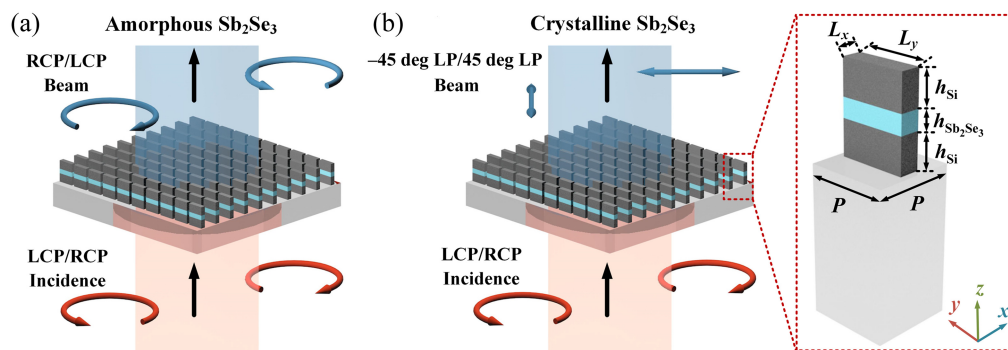 (a)
Amorphous Sb₂Se₃
RCP/LCP
Beam
LCP/RCP
Incidence
(b)
Crystalline Sb₂Se₃
–45 deg LP/45 deg LP
Beam
LCP/RCP
Incidence
Lx
Ly
hSi
hSb₂Se₃
hSi
P
P
z
y
x